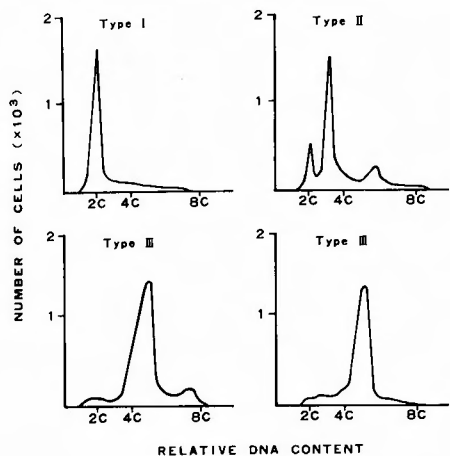 NUMBER OF CELLS (×10³)
Type I
2
1
2C 4C 8C
Type II
2
1
2C 4C 8C
Type III
2
1
2C 4C 8C
Type III
2
1
2C 4C 8C
RELATIVE DNA CONTENT